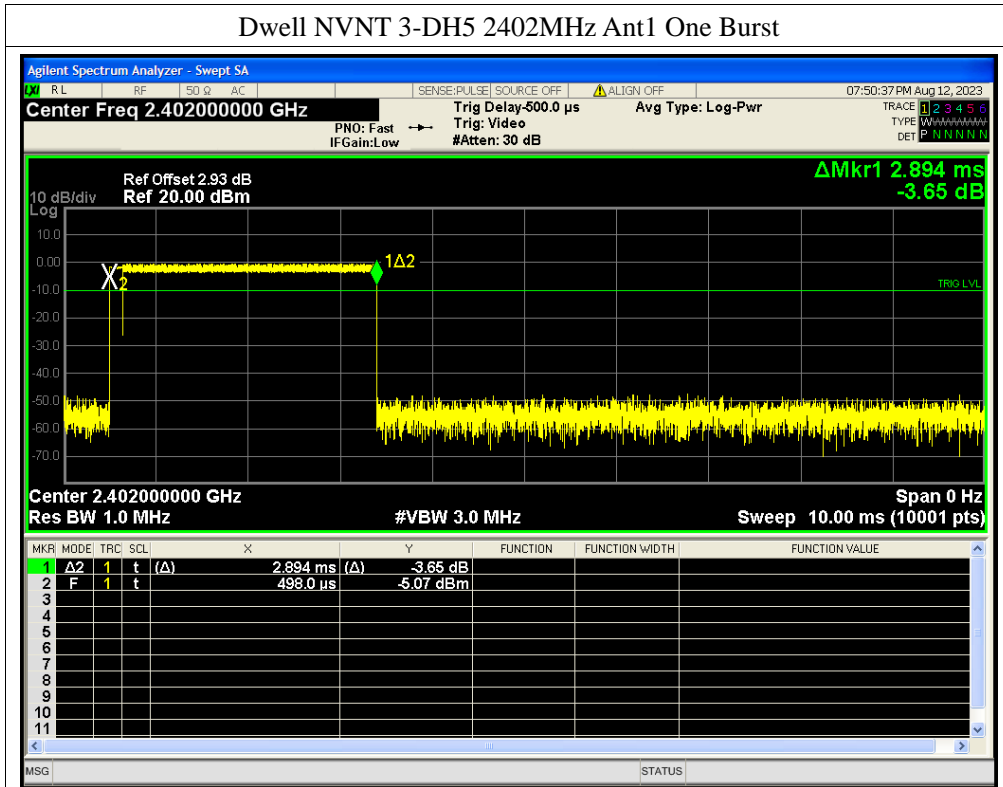 Dwell NVNT 3-DH5 2402MHz Ant1 One Burst
Agilent Spectrum Analyzer - Swept SA
LXI RL RF 50 Ω AC SENSE:PULSE SOURCE OFF ALIGN OFF 07:50:37 PM Aug 12, 2023
Center Freq 2.402000000 GHz Trig Delay-500.0 µs Avg Type: Log-Pwr TRACE 1 2 3 4 5 6
PNO: Fast Trig: Video TYPE
IFGain:Low #Atten: 30 dB DET P N N N N N
ΔMkr1 2.894 ms
-3.65 dB
Ref Offset 2.93 dB
10 dB/div Ref 20.00 dBm
Log
10.0
0.00
1Δ2
2
-10.0
TRIG LVL
-20.0
-30.0
-40.0
-50.0
-60.0
-70.0
Center 2.402000000 GHz Span 0 Hz
Res BW 1.0 MHz #VBW 3.0 MHz Sweep 10.00 ms (10001 pts)
MKR MODE TRC SCL X Y FUNCTION FUNCTION WIDTH FUNCTION VALUE
1 Δ2 1 t (Δ) 2.894 ms (Δ) -3.65 dB
2 F 1 t 498.0 µs -5.07 dBm
3
4
5
6
7
8
9
10
11
MSG STATUS